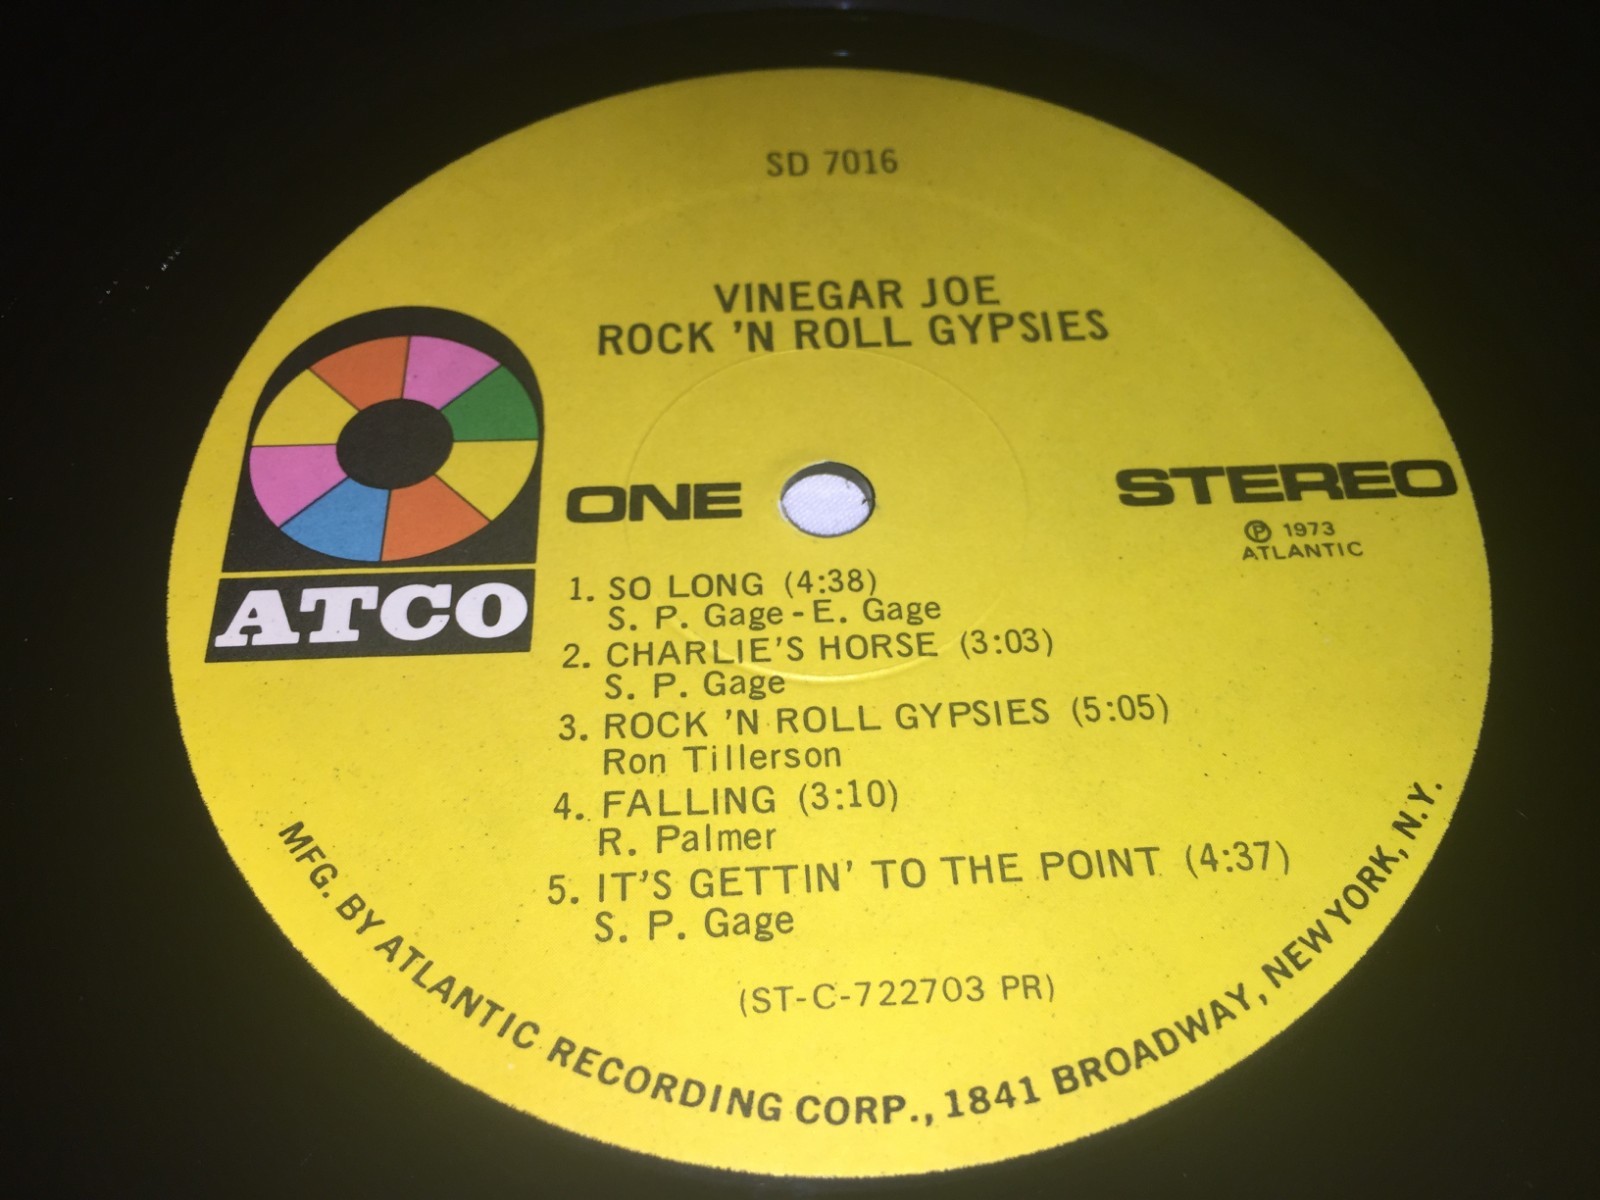 SD 7016
VINEGAR JOE
ROCK 'N ROLL GYPSIES
ATCO
ONE
STEREO
Ⓟ 1973
ATLANTIC
1. SO LONG (4:38)
S. P. Gage - E. Gage
2. CHARLIE'S HORSE (3:03)
S. P. Gage
3. ROCK 'N ROLL GYPSIES (5:05)
Ron Tillerson
4. FALLING (3:10)
R. Palmer
5. IT'S GETTIN' TO THE POINT (4:37)
S. P. Gage
(ST-C-722703 PR)
MFG. BY ATLANTIC RECORDING CORP., 1841 BROADWAY, NEW YORK, N.Y.